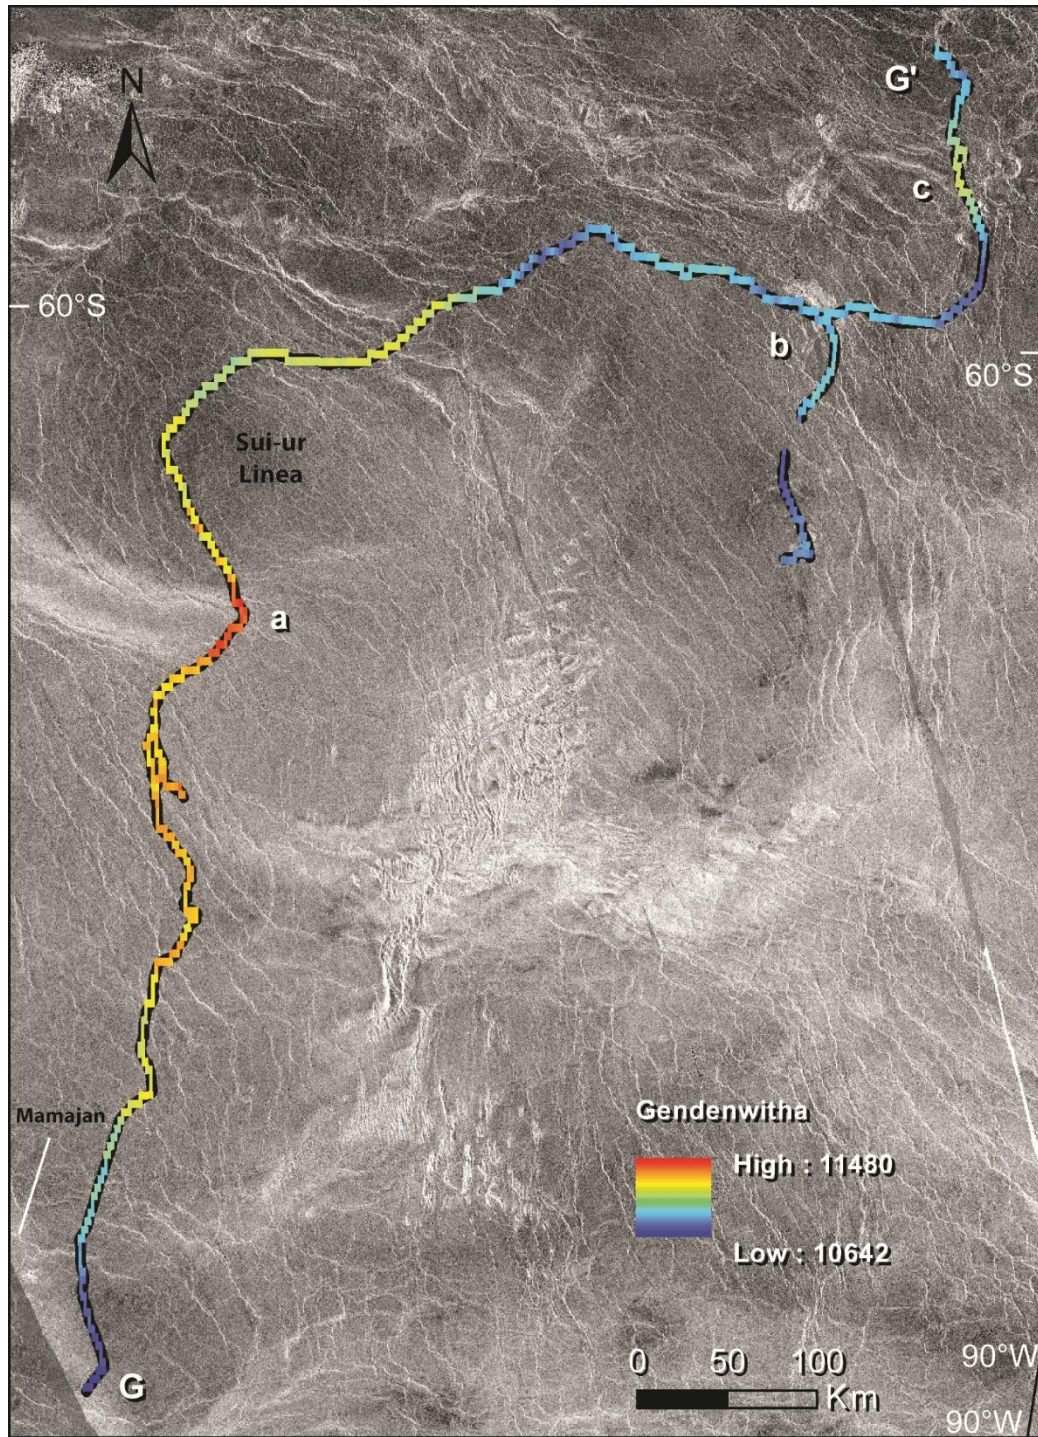 G'
N
c
60°S
b
60°S
Sui-ur
Linea
a
Mamajan
Gendenwitha
High : 11480
Low : 10642
0 50 100
Km
G
90°W
90°W